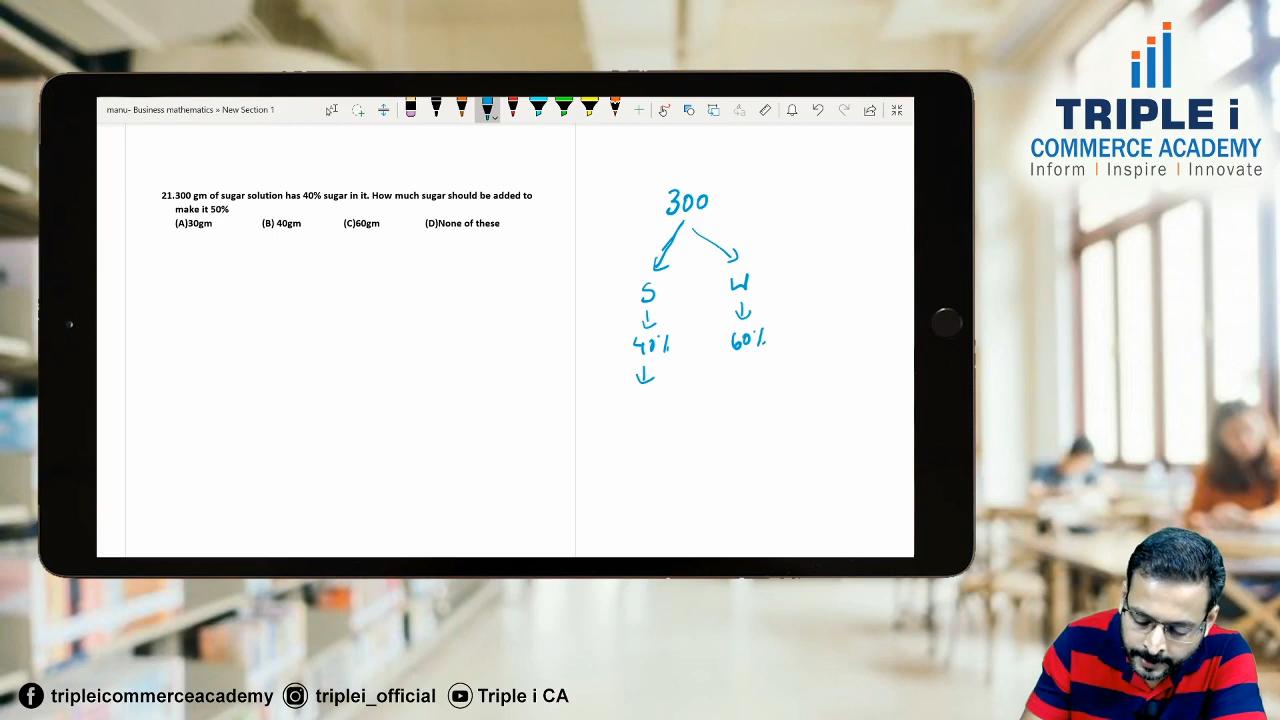 manu- Business mathematics » New Section 1
21.300 gm of sugar solution has 40% sugar in it. How much sugar should be added to
make it 50%
(A)30gm (B) 40gm (C)60gm (D)None of these
300
S W
40% 60%
TRIPLE i
COMMERCE ACADEMY
Inform | Inspire | Innovate
tripleicommerceacademy triplei_official Triple i CA